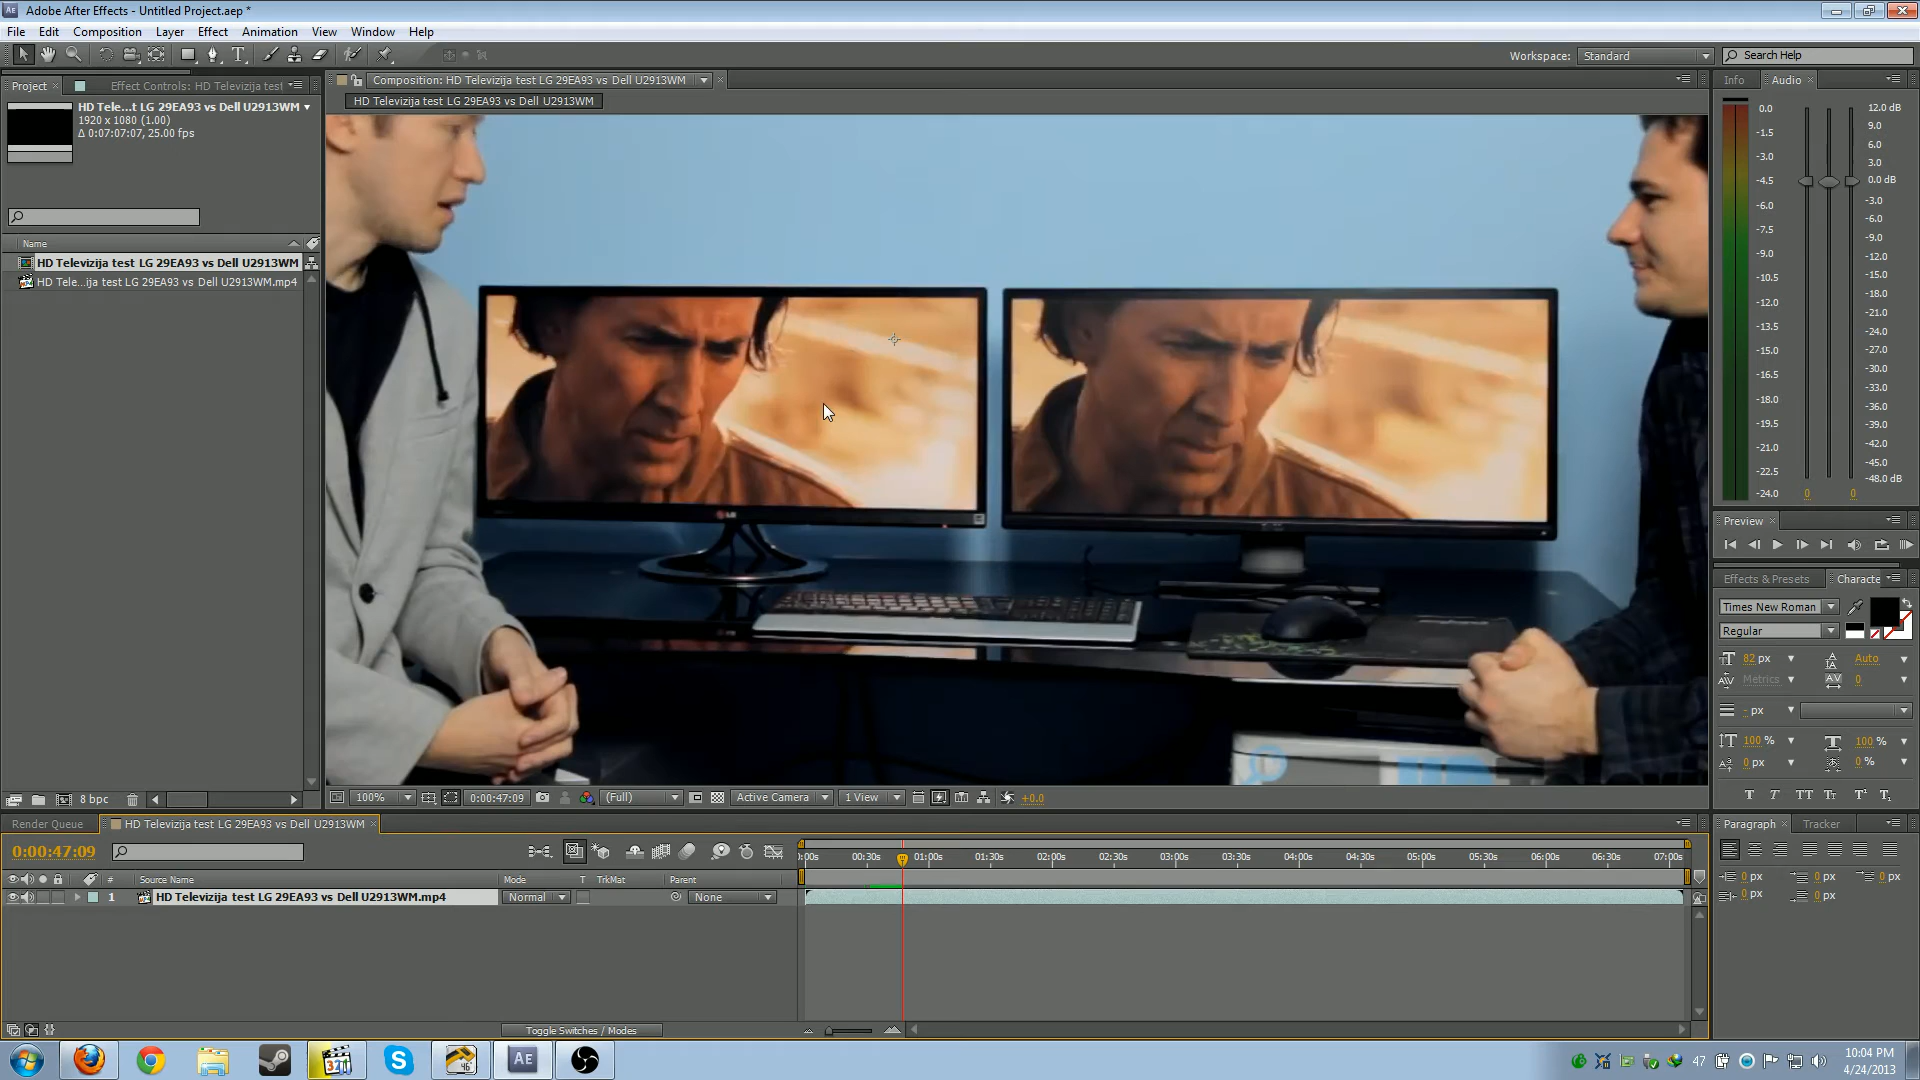 Adobe After Effects - Untitled Project.aep *
File Edit Composition Layer Effect Animation View Window Help
Workspace: Standard Search Help
Project Effect Controls: HD Televizija test
HD Tele...t LG 29EA93 vs Dell U2913WM
1920 x 1080 (1.00)
Δ 0:07:07:07, 25.00 fps
Name
HD Televizija test LG 29EA93 vs Dell U2913WM
HD Tele...ija test LG 29EA93 vs Dell U2913WM.mp4
8 bpc
Composition: HD Televizija test LG 29EA93 vs Dell U2913WM
HD Televizija test LG 29EA93 vs Dell U2913WM
LG
100% 0:00:47:09 (Full) Active Camera 1 View +0.0
Info Audio
0.0
-1.5
-3.0
-4.5
-6.0
-7.5
-9.0
-10.5
-12.0
-13.5
-15.0
-16.5
-18.0
-19.5
-21.0
-22.5
-24.0
12.0 dB
9.0
6.0
3.0
0.0 dB
-3.0
-6.0
-9.0
-12.0
-15.0
-18.0
-21.0
-24.0
-27.0
-30.0
-33.0
-36.0
-39.0
-42.0
-45.0
-48.0 dB
0 0
Preview
Effects & Presets Characte
Times New Roman
Regular
82 px Auto
Metrics 0
- px
100 % 100 %
0 px 0 %
T T TT Tt T¹ T₁
Paragraph Tracker
0 px 0 px 0 px
0 px 0 px
Render Queue HD Televizija test LG 29EA93 vs Dell U2913WM
0:00:47:09
00s 00:30s 01:00s 01:30s 02:00s 02:30s 03:00s 03:30s 04:00s 04:30s 05:00s 05:30s 06:00s 06:30s 07:00s
# Source Name Mode T TrkMat Parent
1 HD Televizija test LG 29EA93 vs Dell U2913WM.mp4 Normal None
Toggle Switches / Modes
321
46
Ae
47
10:04 PM
4/24/2013